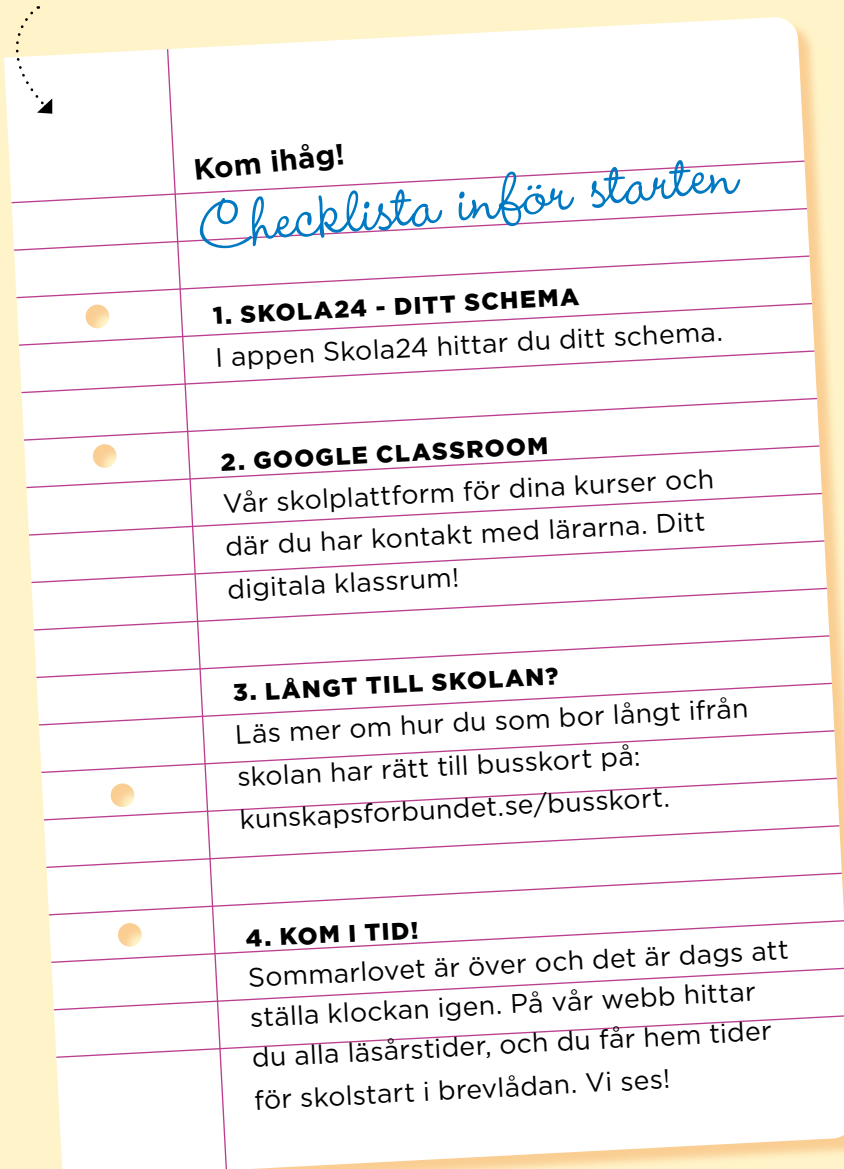 Kom ihåg!
Checklista inför starten
1. SKOLA24 - DITT SCHEMA
I appen Skola24 hittar du ditt schema.
2. GOOGLE CLASSROOM
Vår skolplattform för dina kurser och
där du har kontakt med lärarna. Ditt
digitala klassrum!
3. LÅNGT TILL SKOLAN?
Läs mer om hur du som bor långt ifrån
skolan har rätt till busskort på:
kunskapsforbundet.se/busskort.
4. KOM I TID!
Sommarlovet är över och det är dags att
ställa klockan igen. På vår webb hittar
du alla läsårstider, och du får hem tider
för skolstart i brevlådan. Vi ses!